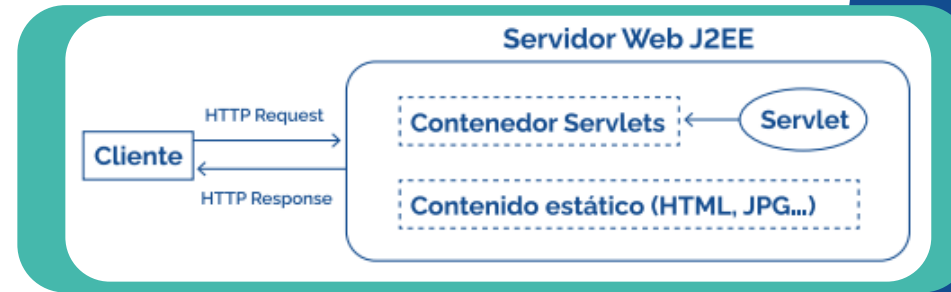 Servidor Web J2EE
HTTP Request
Contenedor Servlets
Servlet
Cliente
HTTP Response
Contenido estático (HTML, JPG...)